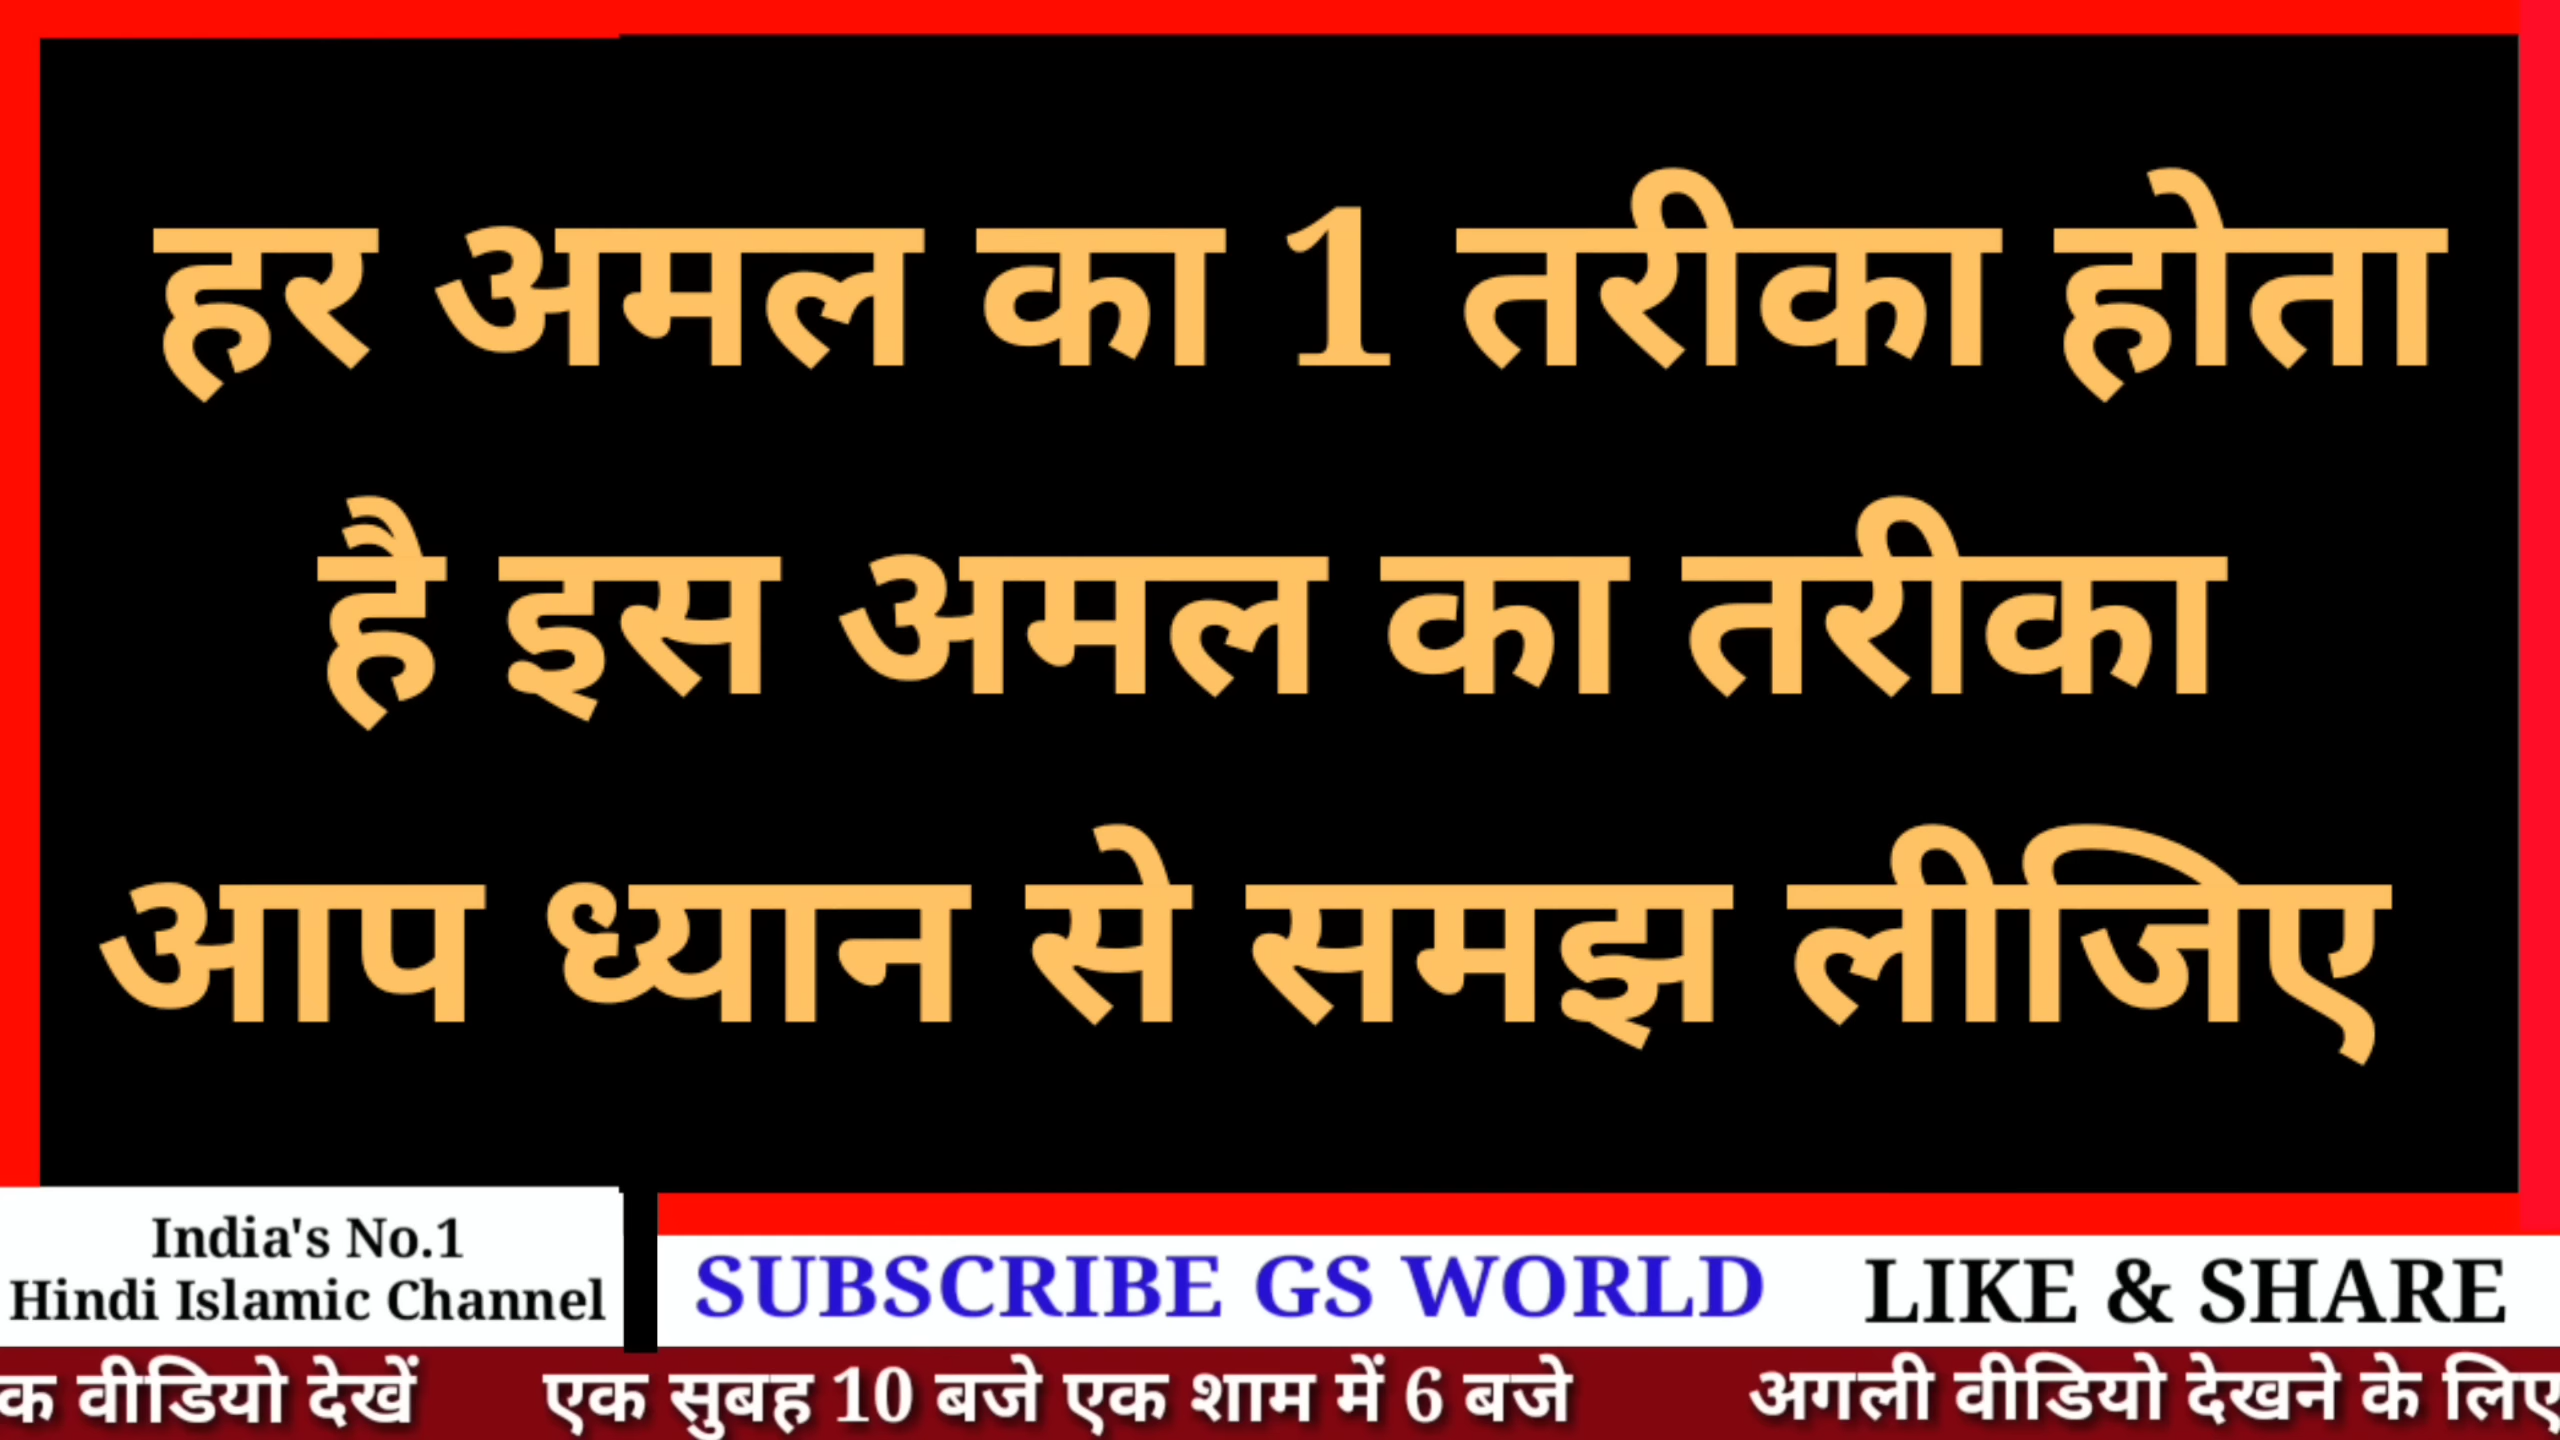 हर अमल का 1 तरीका होता
है इस अमल का तरीका
आप ध्यान से समझ लीजिए
India's No.1
Hindi Islamic Channel
SUBSCRIBE GS WORLD LIKE & SHARE
क वीडियो देखें एक सुबह 10 बजे एक शाम में 6 बजे अगली वीडियो देखने के लिए